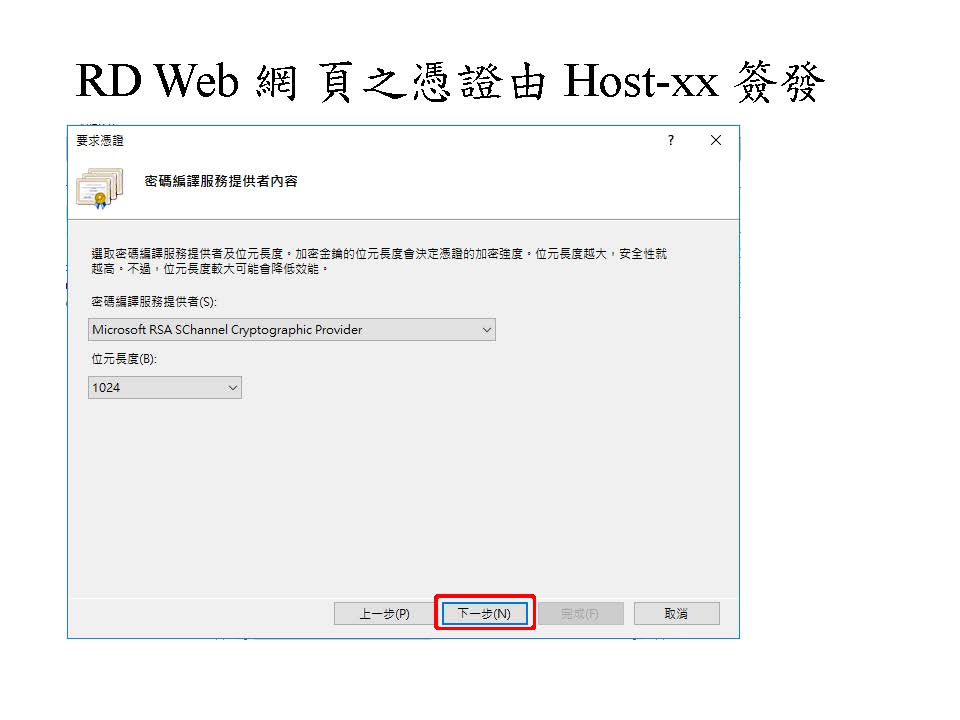 RD Web 網 頁之憑證由 Host-xx 簽發
要求憑證
?
密碼編譯服務提供者內容
選取密碼編譯服務提供者及位元長度。加密金鑰的位元長度會決定憑證的加密強度。位元長度越大，安全性就
越高。不過，位元長度較大可能會降低效能。
密碼編譯服務提供者(S):
Microsoft RSA SChannel Cryptographic Provider
位元長度(B):
1024
上一步(P) 下一步(N) 完成(F) 取消